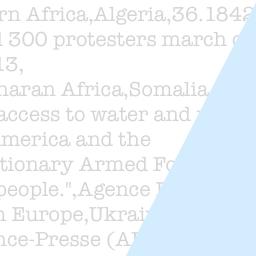 rn Africa,Algeria,36.1842
300 protesters march
13,
haran Africa,Somalia,
access to water and
merica and the
tionary Armed Fo
people.",Agence
n Europe,Ukrai
nce-Presse (A